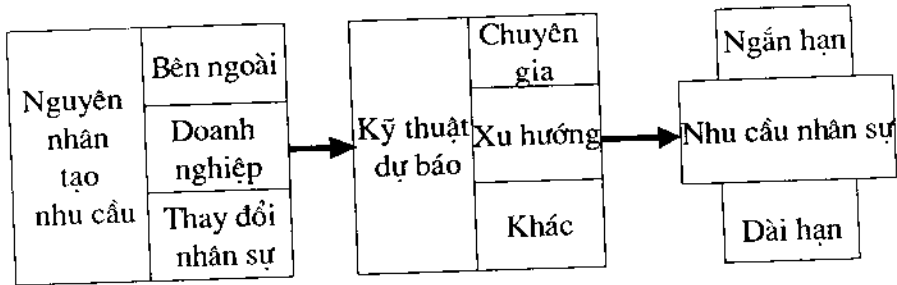 Nguyên
nhân
tạo
nhu cầu
Bên ngoài
Doanh
nghiệp
Thay đổi
nhân sự
Kỹ thuật
dự báo
Chuyên
gia
Xu hướng
Khác
Ngắn hạn
Nhu cầu nhân sự
Dài hạn